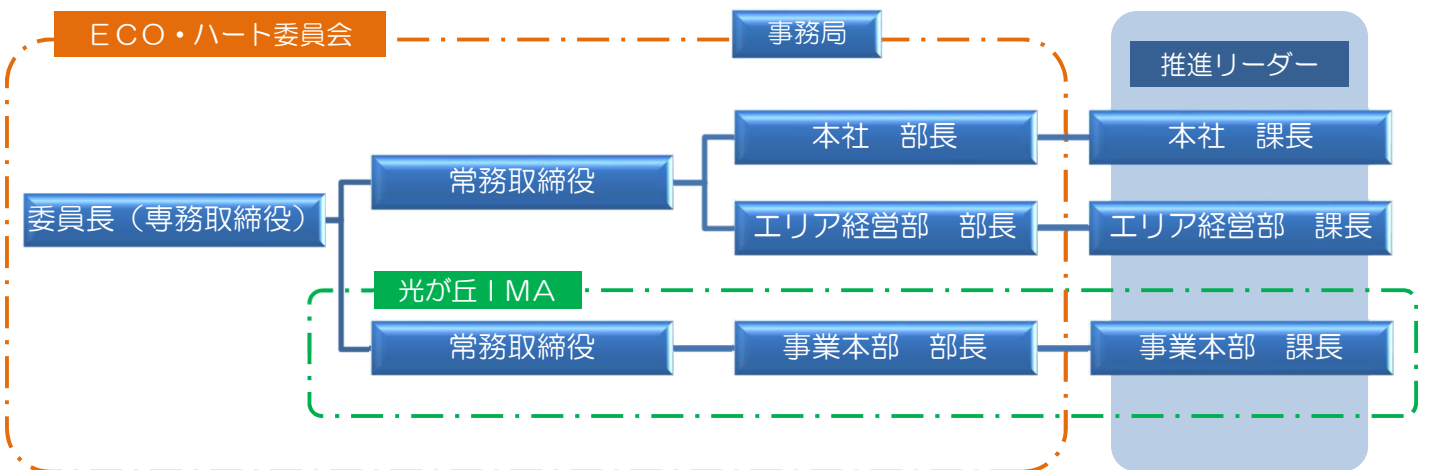 ECO・ハート委員会
事務局
推進リーダー
本社　部長
本社　課長
常務取締役
委員長（専務取締役）
エリア経営部　部長
エリア経営部　課長
光が丘IMA
常務取締役
事業本部　部長
事業本部　課長